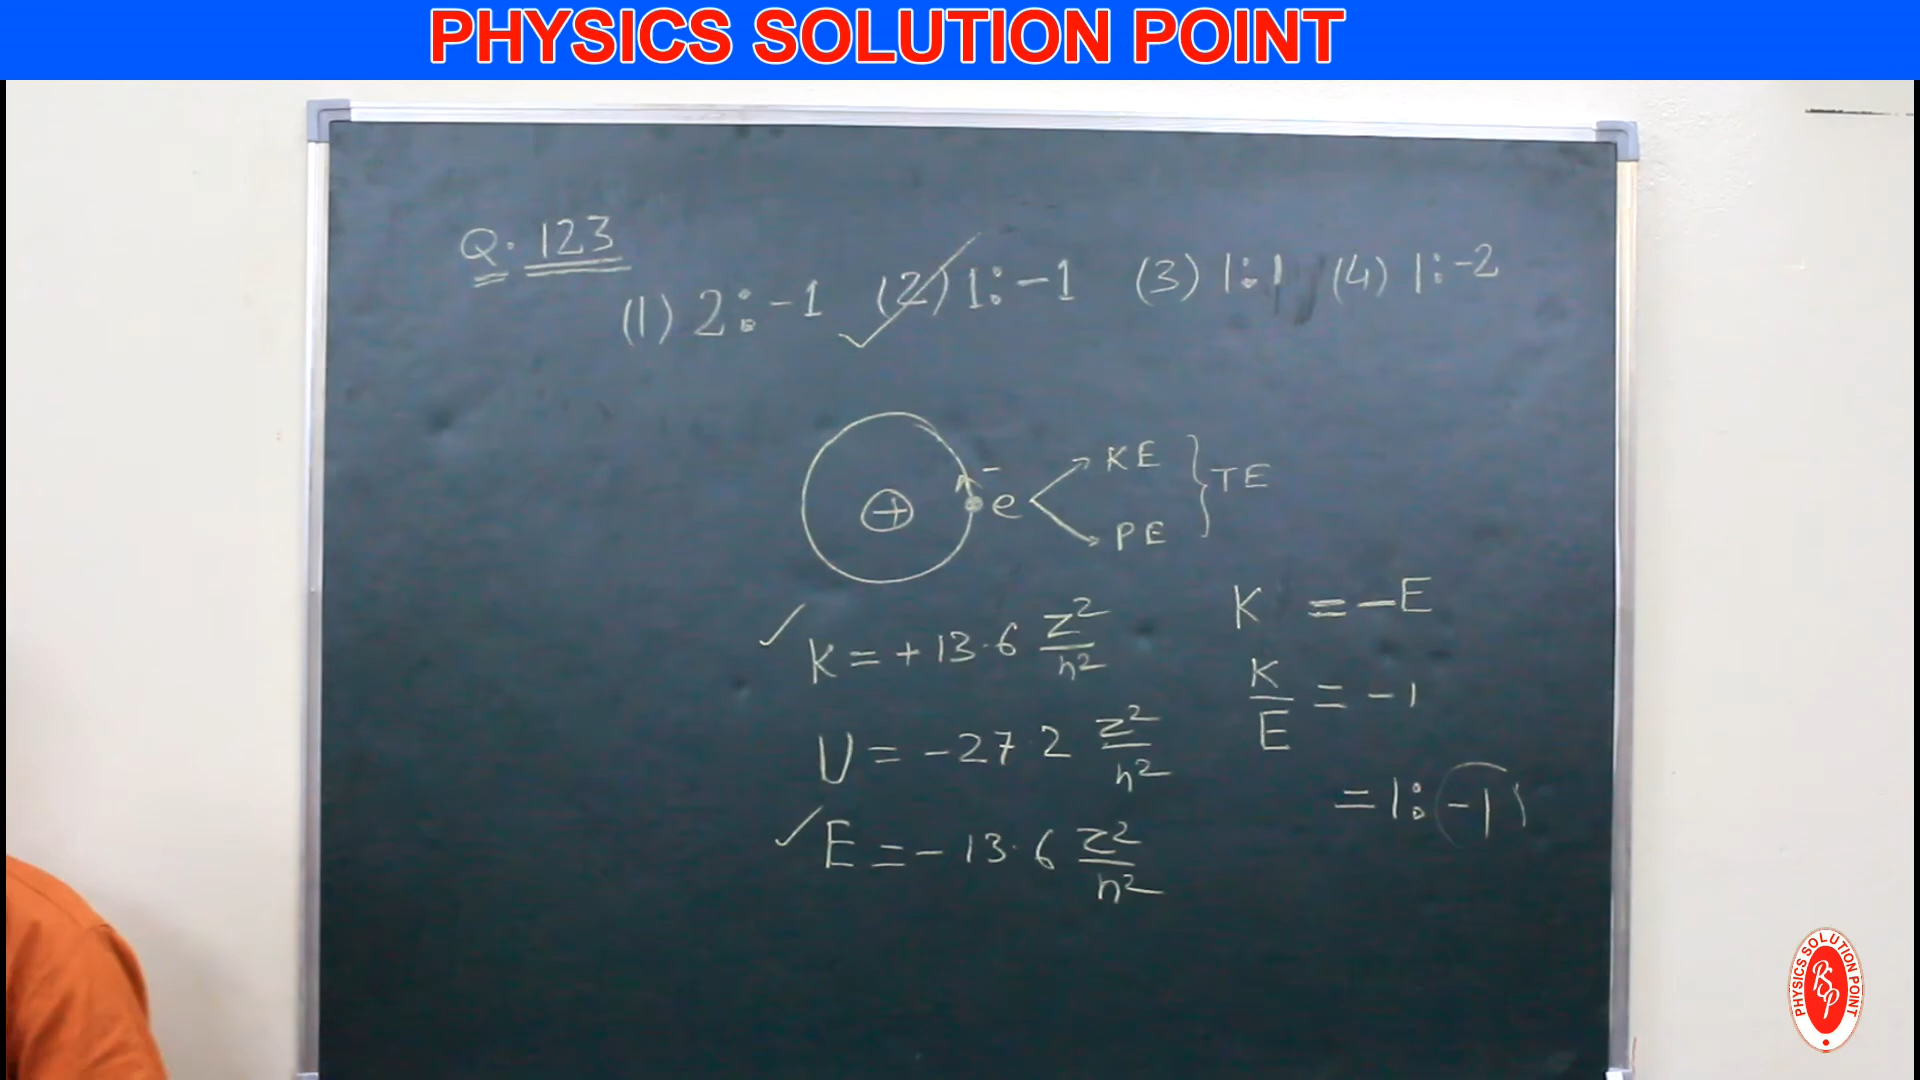 PHYSICS SOLUTION POINT
Q. 123
(1) 2:-1 (2) 1:-1 (3) 1:1 (4) 1:-2
KE
- e TE
PE
+
K = + 13.6 Z²/n²
U = -27.2 Z²/n²
E = - 13.6 Z²/n²
K = -E
K/E = -1
= 1:-1
PHYSICS SOLUTION POINT
PSP